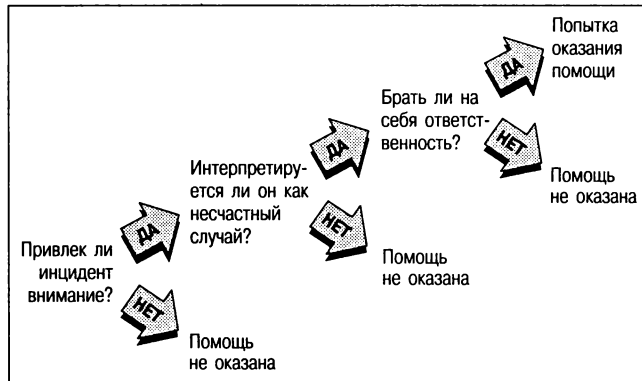 Привлек ли
инцидент
внимание?
ДА
НЕТ
Помощь
не оказана
Интерпретиру-
ется ли он как
несчастный
случай?
ДА
НЕТ
Помощь
не оказана
Брать ли на
себя ответст-
венность?
ДА
НЕТ
Попытка
оказания
помощи
Помощь
не оказана